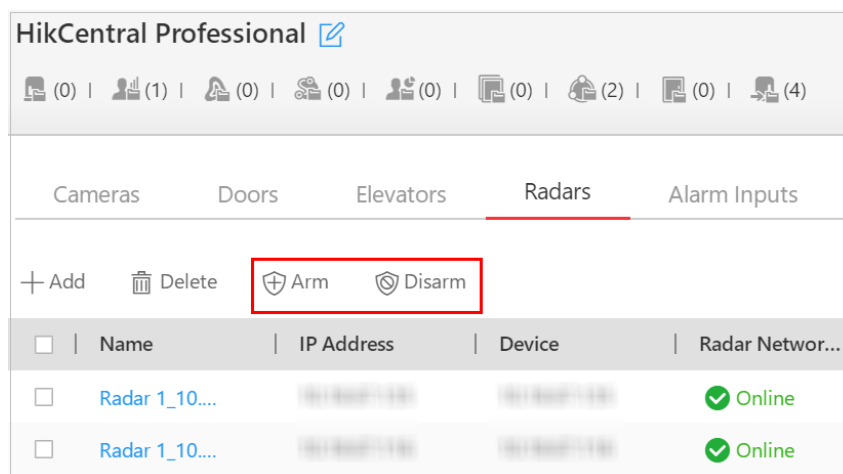 HikCentral Professional
(0) | (1) | (0) | (0) | (0) | (0) | (2) | (0) | (4)
Cameras Doors Elevators Radars Alarm Inputs
Add Delete Arm Disarm
Name | IP Address | Device | Radar Networ...
Radar 1_10.... Online
Radar 1_10.... Online